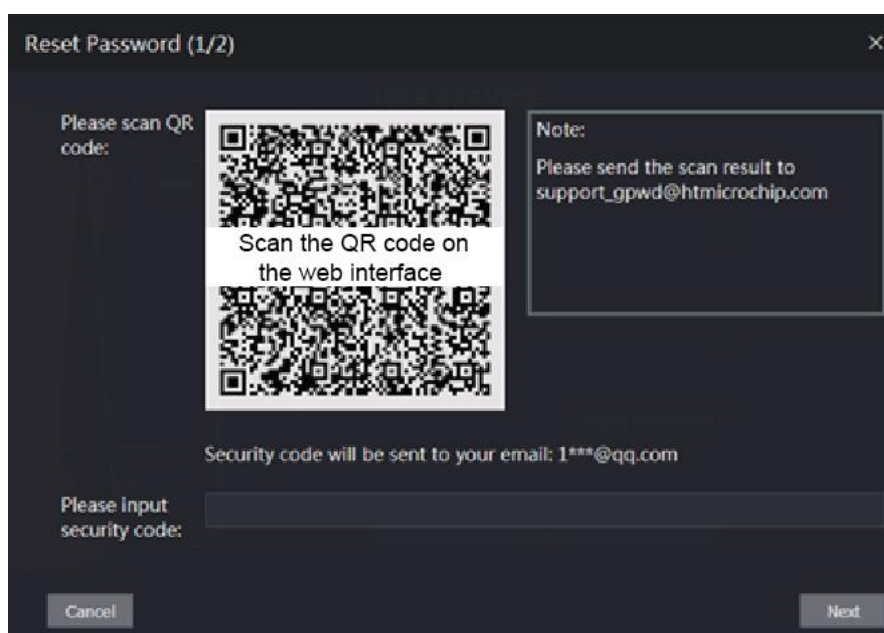 Reset Password (1/2)
Please scan QR
code:
Scan the QR code on
the web interface
Note:
Please send the scan result to
support_gpwd@htmicrochip.com
Security code will be sent to your email: 1***@qq.com
Please input
security code:
Cancel
Next